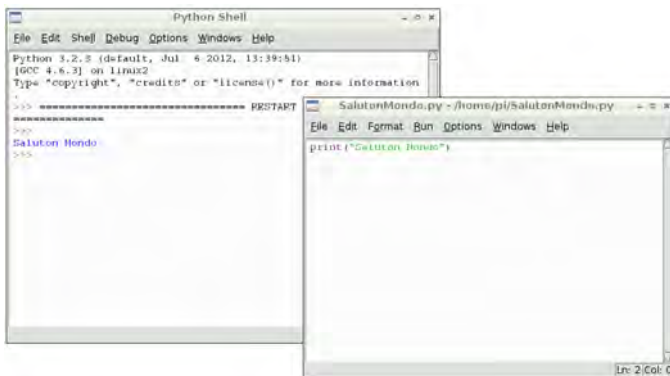 Python Shell
File Edit Shell Debug Options Windows Help
Python 3.2.3 (default, Jul 6 2012, 13:39:51)
[GCC 4.6.3] on linux2
Type "copyright", "credits" or "license()" for more information
.
>>> ================================ RESTART
==============
>>>
Saluton Mondo
>>>
SalutonMondo.py - /home/pi/SalutonMondo.py
File Edit Format Run Options Windows Help
print("Saluton Mondo")
Ln: 2 Col: 0